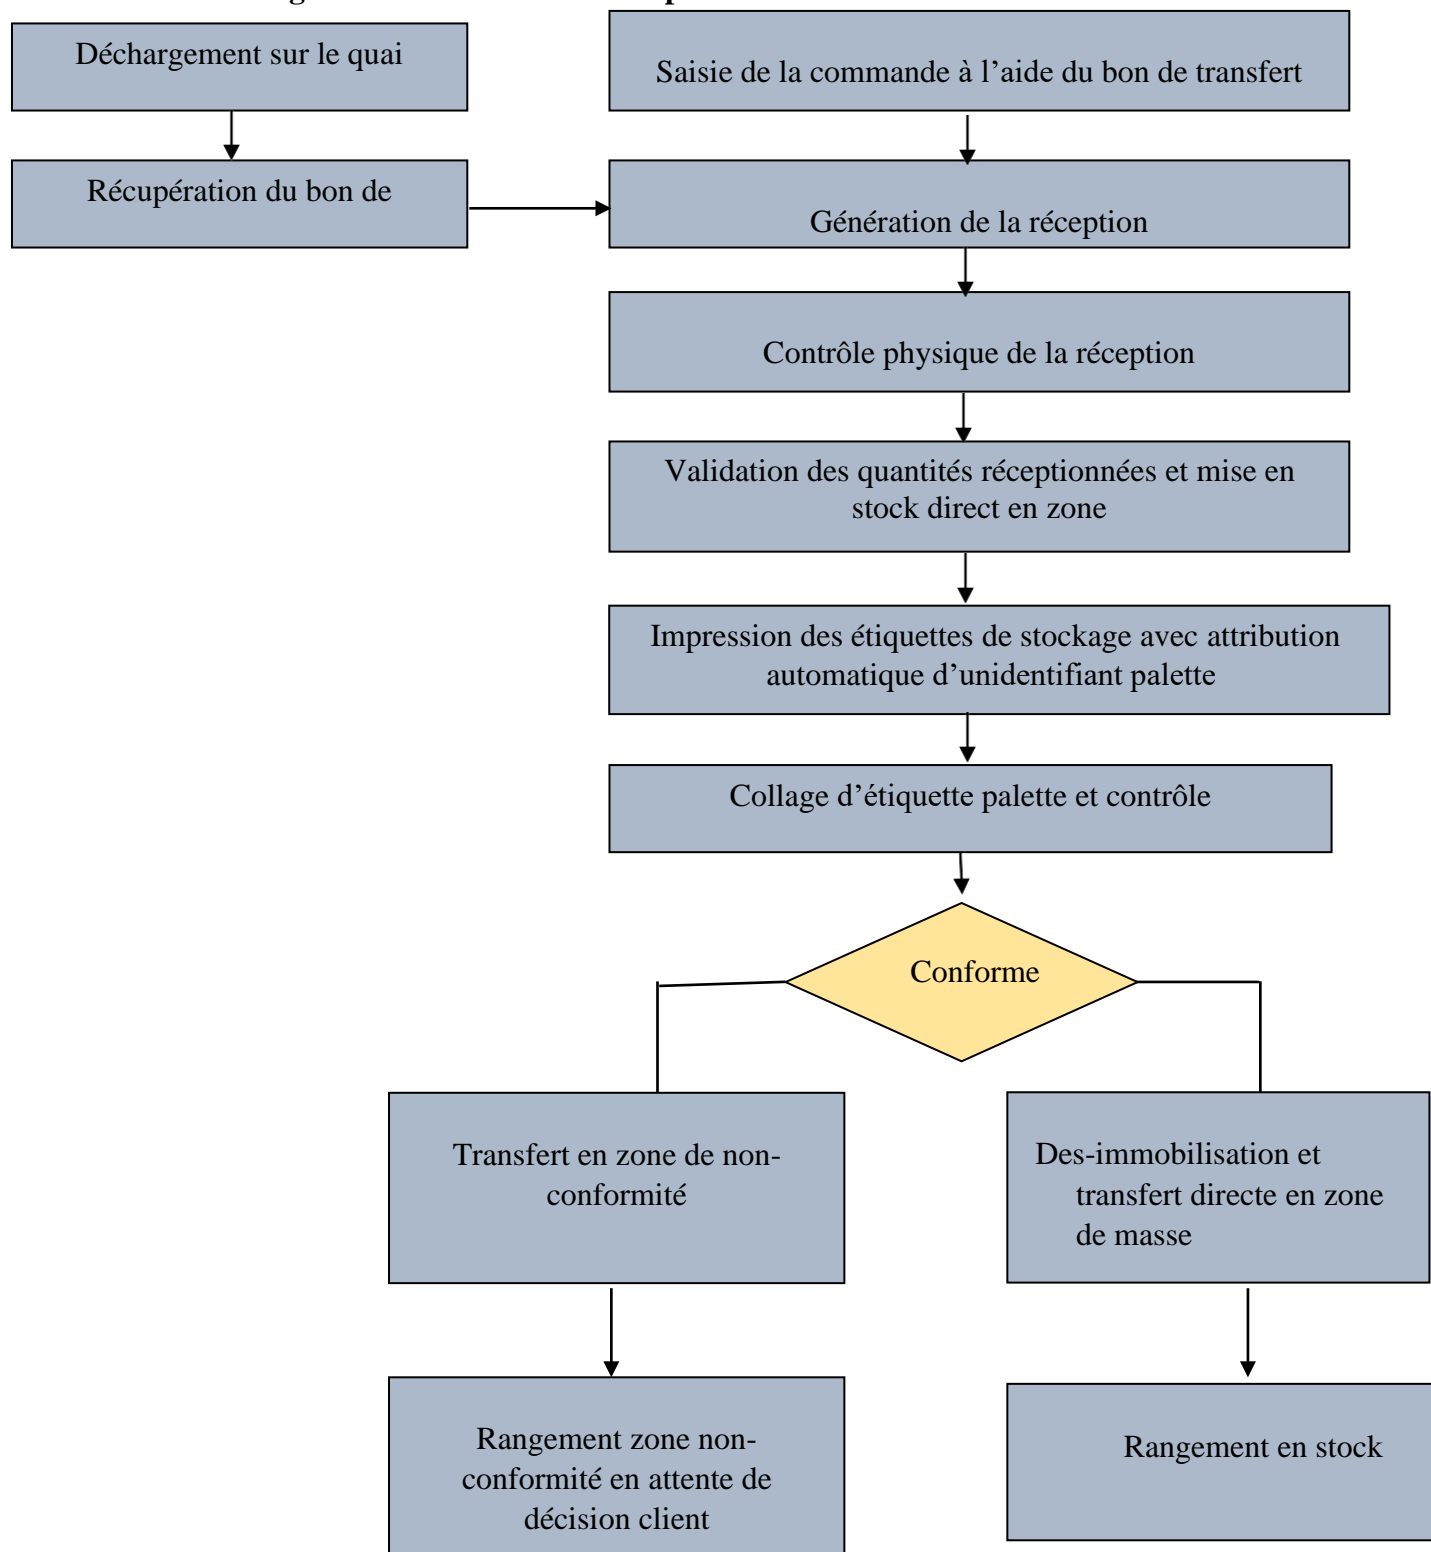 Déchargement sur le quai
Saisie de la commande à l’aide du bon de transfert
Récupération du bon de
Génération de la réception
Contrôle physique de la réception
Validation des quantités réceptionnées et mise en
stock direct en zone
Impression des étiquettes de stockage avec attribution
automatique d’unidentifiant palette
Collage d’étiquette palette et contrôle
Conforme
Transfert en zone de non-
conformité
Des-immobilisation et
transfert directe en zone
de masse
Rangement zone non-
conformité en attente de
décision client
Rangement en stock